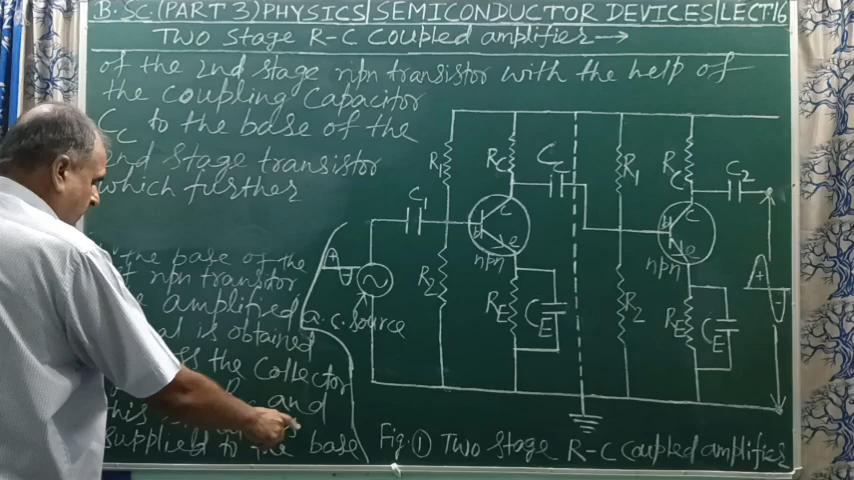 B.Sc.(PART 3) PHYSICS SEMICONDUCTOR DEVICES LECT.16
TWO Stage R-C Coupled amplifier →
of the 2nd stage npn transistor with the help of
the coupling Capacitor
Cc to the base of the
2nd stage transistor
which further
the base of the
npn transitor
amplified
is obtained
the Collector
and
this
supplied to the base
R1
RC
CC
R1
RC
C2
C1
b
c
e
npn
b
c
e
npn
+
-
R2
RE
CE
R2
RE
CE
a.c. source
Fig. ① Two Stage R-C Coupled amplifier